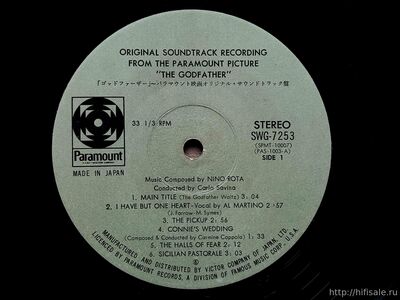 ORIGINAL SOUNDTRACK RECORDING
FROM THE PARAMOUNT PICTURE
"THE GODFATHER"
「ゴッドファーザー」〜パラマウント映画オリジナル・サウンドトラック盤
33 1/3 RPM
STEREO
SWG-7253
(SPMT-10007)
(PAS-1003-A)
SIDE 1
Paramount
MADE IN JAPAN
Music Composed by NINO ROTA
Conducted by Carlo Savina
1. MAIN TITLE (The Godfather Waltz) 3:04
2. I HAVE BUT ONE HEART-Vocal by AL MARTINO 2:57
(J.Farrow-M. Symes)
3. THE PICKUP 2:56
4. CONNIE'S WEDDING
(Composed & Conducted by Carmine Coppola) 1:33
5. THE HALLS OF FEAR 2:12
6. SICILIAN PASTORALE 3:
MANUFACTURED AND DISTRIBUTED BY VICTOR COMPANY OF JAPAN, LTD.
LICENCED BY PARAMOUNT RECORDS, A DIVISION OF FAMOUS MUSIC CORP., U.S.A.
Ⓟ
http://hifisale.ru